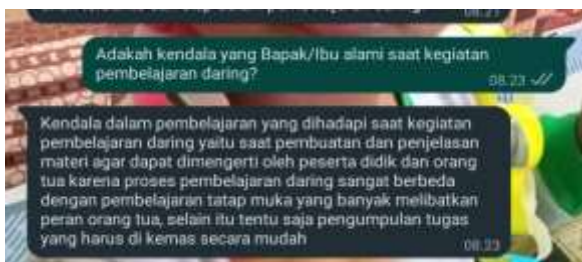 08.21
Adakah kendala yang Bapak/Ibu alami saat kegiatan
pembelajaran daring?
08.23
Kendala dalam pembelajaran yang dihadapi saat kegiatan
pembelajaran daring yaitu saat pembuatan dan penjelasan
materi agar dapat dimengerti oleh peserta didik dan orang
tua karena proses pembelajaran daring sangat berbeda
dengan pembelajaran tatap muka yang banyak melibatkan
peran orang tua, selain itu tentu saja pengumpulan tugas
yang harus di kemas secara mudah
08.23